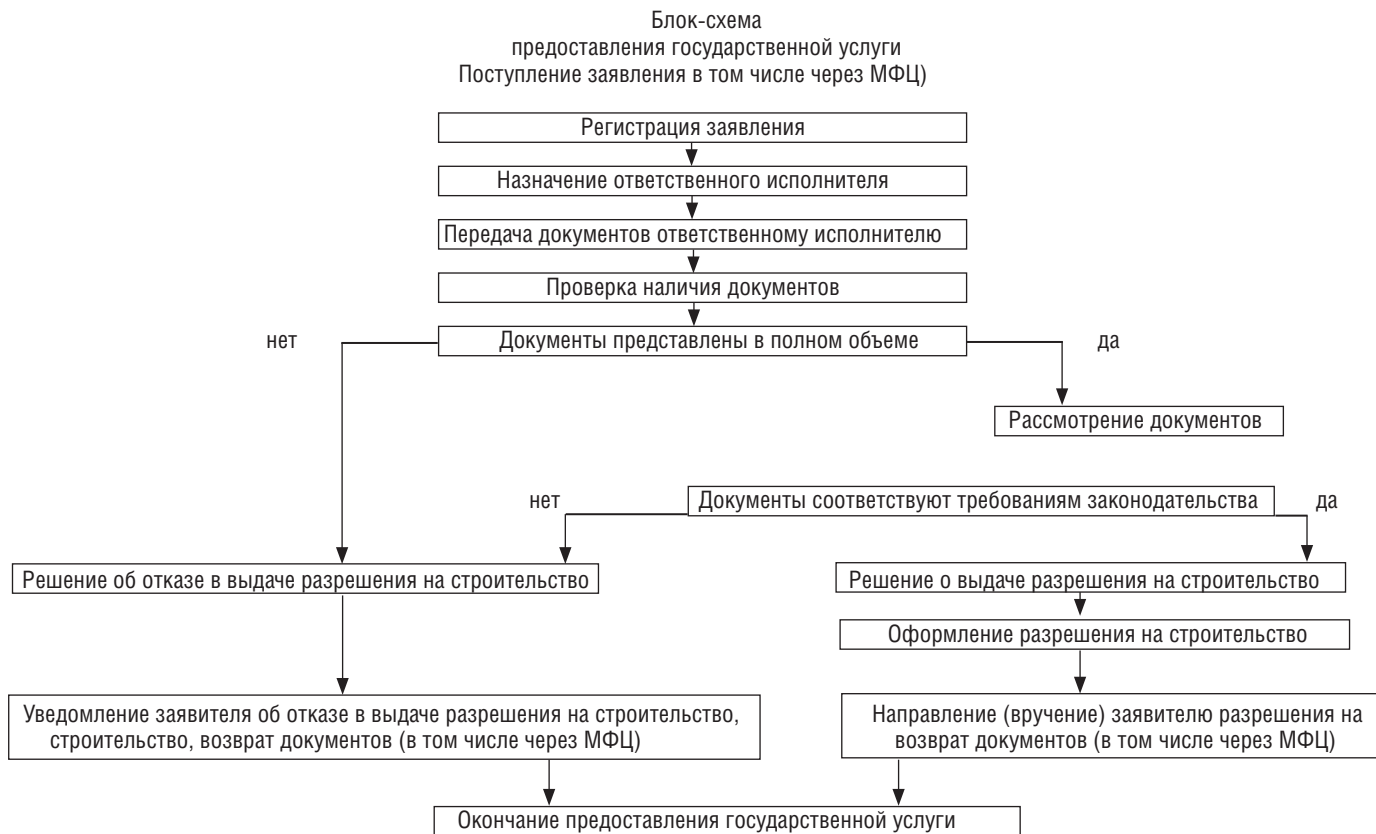 Блок-схема
предоставления государственной услуги
Поступление заявления в том числе через МФЦ)
Регистрация заявления
Назначение ответственного исполнителя
Передача документов ответственному исполнителю
Проверка наличия документов
нет
Документы представлены в полном объеме
да
Рассмотрение документов
нет
Документы соответствуют требованиям законодательства
да
Решение об отказе в выдаче разрешения на строительство
Решение о выдаче разрешения на строительство
Оформление разрешения на строительство
Уведомление заявителя об отказе в выдаче разрешения на строительство,
строительство, возврат документов (в том числе через МФЦ)
Направление (вручение) заявителю разрешения на
возврат документов (в том числе через МФЦ)
Окончание предоставления государственной услуги